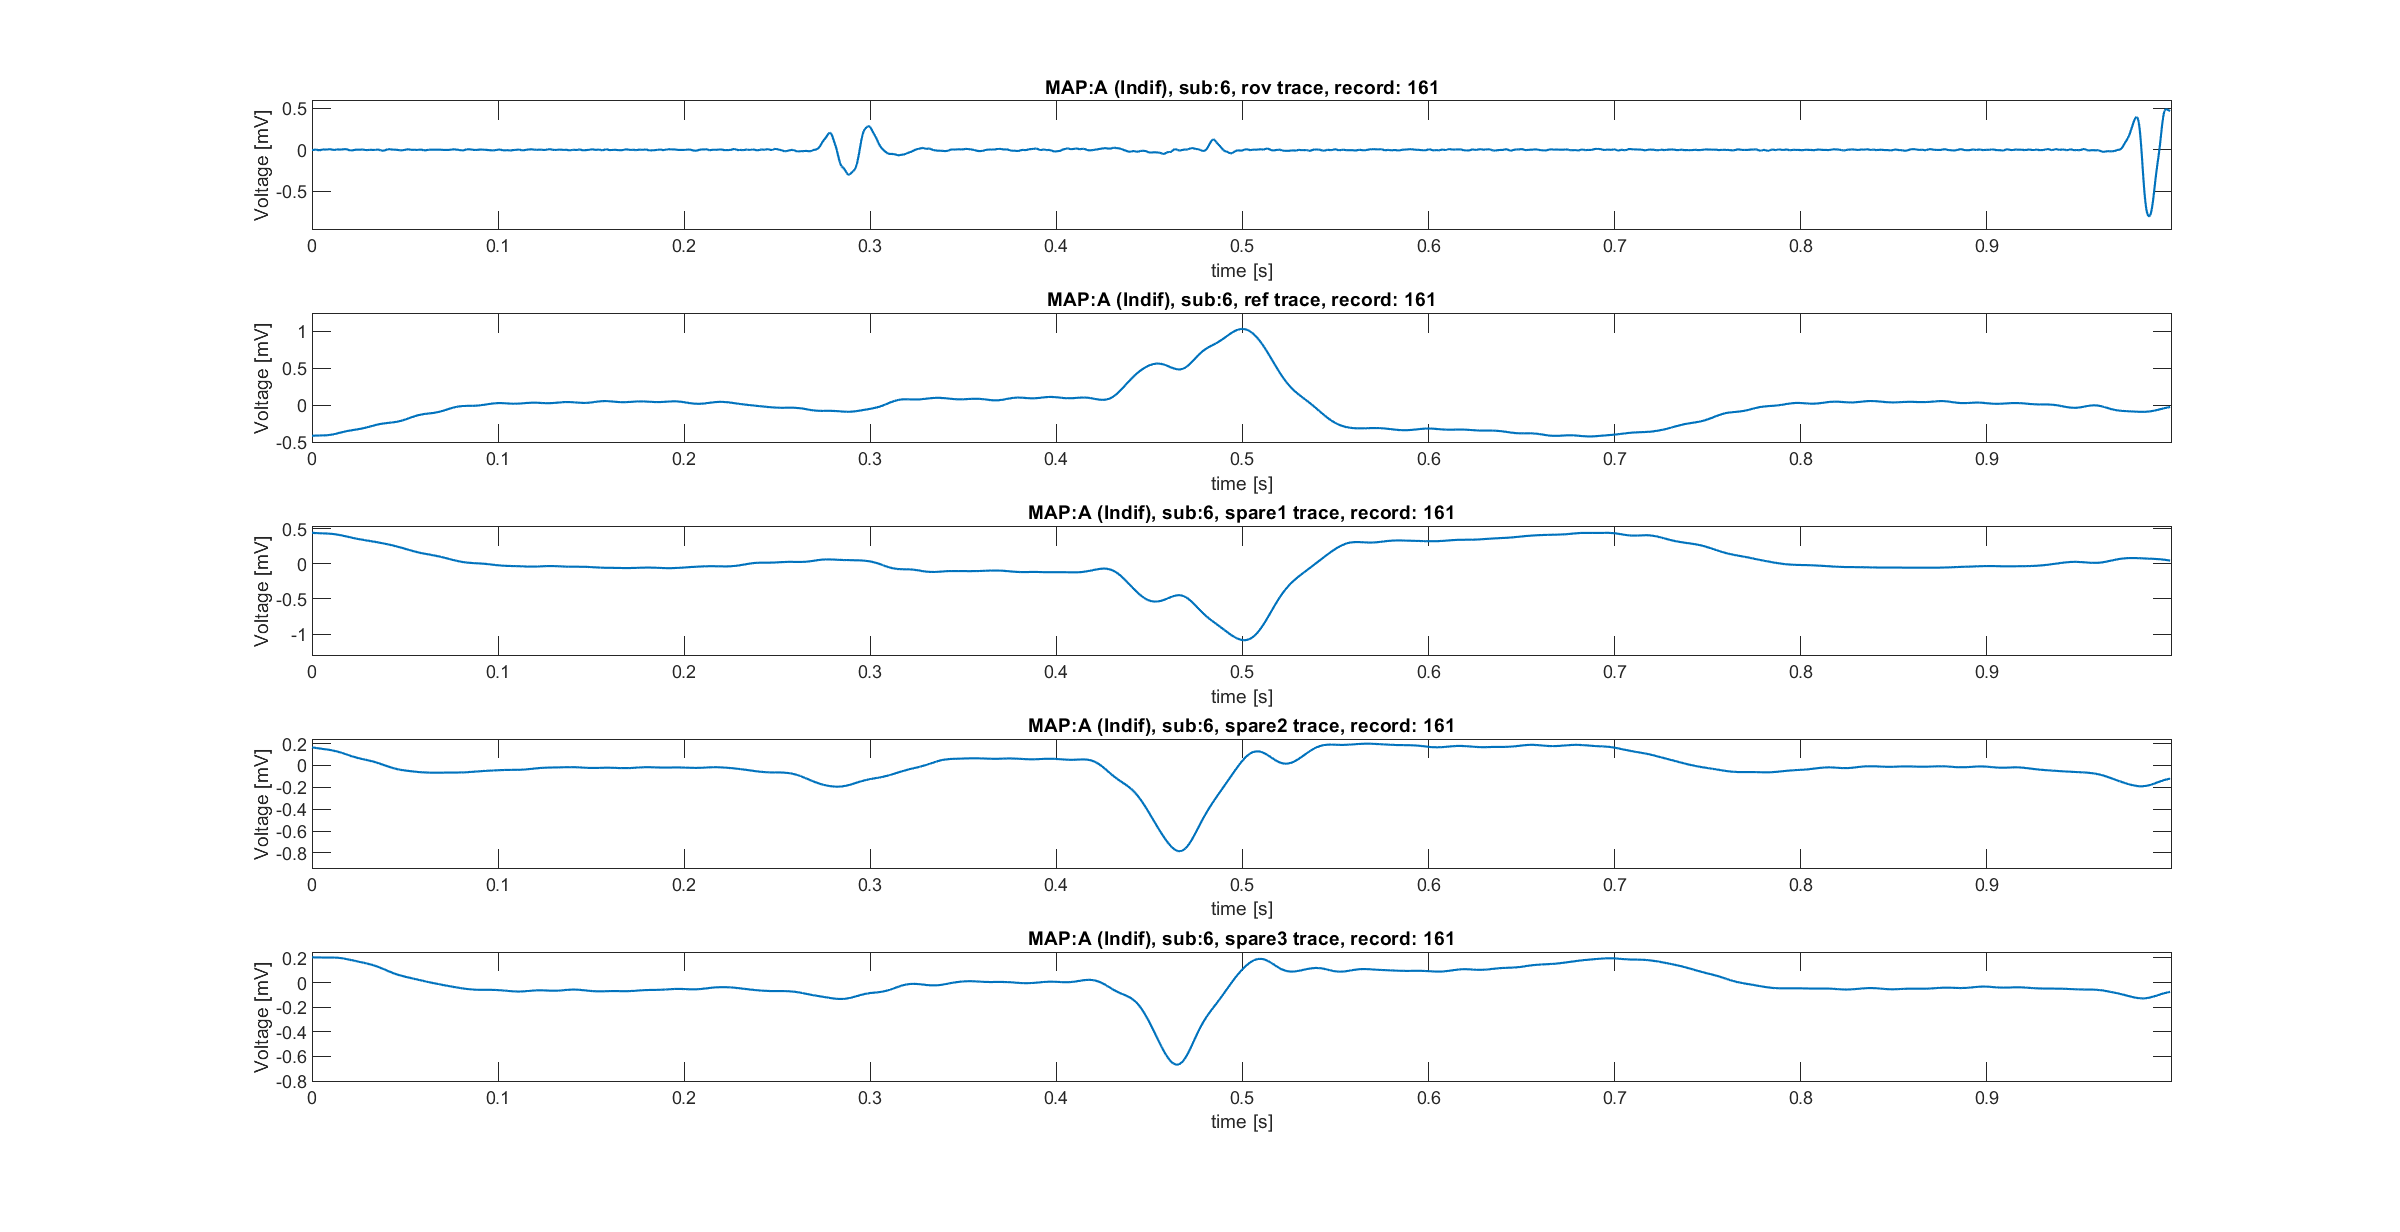 MAP:A (Indif), sub:6, rov trace, record: 161
Voltage [mV]
0.5
0
-0.5
0 0.1 0.2 0.3 0.4 0.5 0.6 0.7 0.8 0.9
time [s]
MAP:A (Indif), sub:6, ref trace, record: 161
Voltage [mV]
1
0.5
0
-0.5
0 0.1 0.2 0.3 0.4 0.5 0.6 0.7 0.8 0.9
time [s]
MAP:A (Indif), sub:6, spare1 trace, record: 161
Voltage [mV]
0.5
0
-0.5
-1
0 0.1 0.2 0.3 0.4 0.5 0.6 0.7 0.8 0.9
time [s]
MAP:A (Indif), sub:6, spare2 trace, record: 161
Voltage [mV]
0.2
0
-0.2
-0.4
-0.6
-0.8
0 0.1 0.2 0.3 0.4 0.5 0.6 0.7 0.8 0.9
time [s]
MAP:A (Indif), sub:6, spare3 trace, record: 161
Voltage [mV]
0.2
0
-0.2
-0.4
-0.6
-0.8
0 0.1 0.2 0.3 0.4 0.5 0.6 0.7 0.8 0.9
time [s]